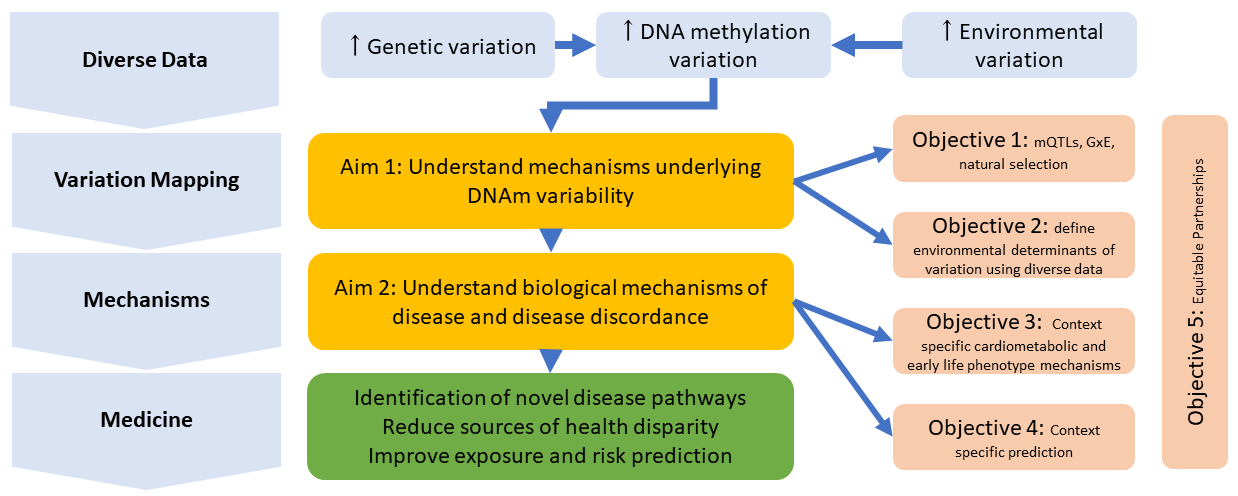 Diverse Data
↑ Genetic variation
↑ DNA methylation
variation
↑ Environmental
variation
Variation Mapping
Aim 1: Understand mechanisms underlying
DNAm variability
Objective 1: mQTLs, GxE,
natural selection
Objective 2: define
environmental determinants of
variation using diverse data
Mechanisms
Aim 2: Understand biological mechanisms of
disease and disease discordance
Objective 3: Context
specific cardiometabolic and
early life phenotype mechanisms
Medicine
Identification of novel disease pathways
Reduce sources of health disparity
Improve exposure and risk prediction
Objective 4: Context
specific prediction
Objective 5: Equitable Partnerships